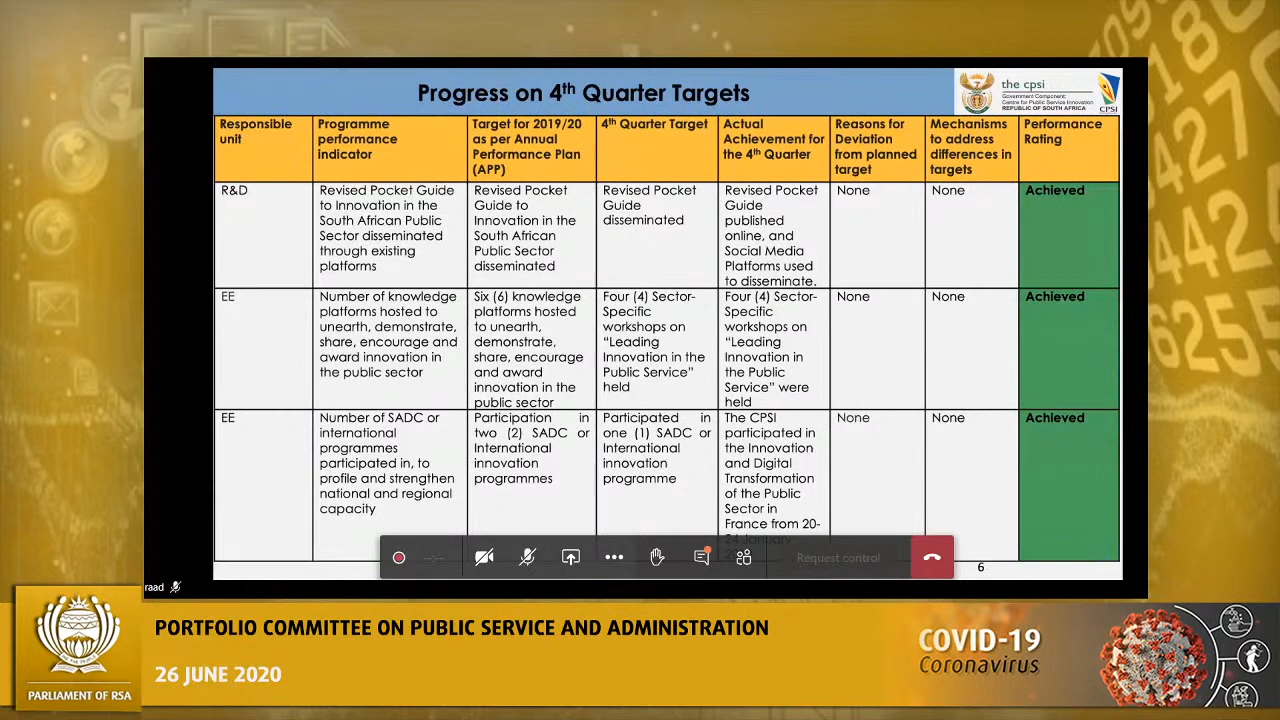 Progress on 4th Quarter Targets
the cpsi
Government Component:
Centre for Public Service Innovation
REPUBLIC OF SOUTH AFRICA
CPSI
Responsible
unit
Programme
performance
indicator
Target for 2019/20
as per Annual
Performance Plan
(APP)
4th Quarter Target
Actual
Achievement for
the 4th Quarter
Reasons for
Deviation
from planned
target
Mechanisms
to address
differences in
targets
Performance
Rating
R&D
Revised Pocket Guide
to Innovation in the
South African Public
Sector disseminated
through existing
platforms
Revised Pocket
Guide to
Innovation in the
South African
Public Sector
disseminated
Revised Pocket
Guide
disseminated
Revised Pocket
Guide
published
online, and
Social Media
Platforms used
to disseminate.
None
None
Achieved
EE
Number of knowledge
platforms hosted to
unearth, demonstrate,
share, encourage and
award innovation in
the public sector
Six (6) knowledge
platforms hosted
to unearth,
demonstrate,
share, encourage
and award
innovation in the
public sector
Four (4) Sector-
Specific
workshops on
“Leading
Innovation in the
Public Service”
held
Four (4) Sector-
Specific
workshops on
“Leading
Innovation in
the Public
Service” were
held
None
None
Achieved
EE
Number of SADC or
international
programmes
participated in, to
profile and strengthen
national and regional
capacity
Participation in
two (2) SADC or
International
innovation
programmes
Participated in
one (1) SADC or
International
innovation
programme
The CPSI
participated in
the Innovation
and Digital
Transformation
of the Public
Sector in
France from 20-
24 January
None
None
Achieved
Request control
6
raad
PORTFOLIO COMMITTEE ON PUBLIC SERVICE AND ADMINISTRATION
26 JUNE 2020
PARLIAMENT OF RSA
COVID-19
Coronavirus